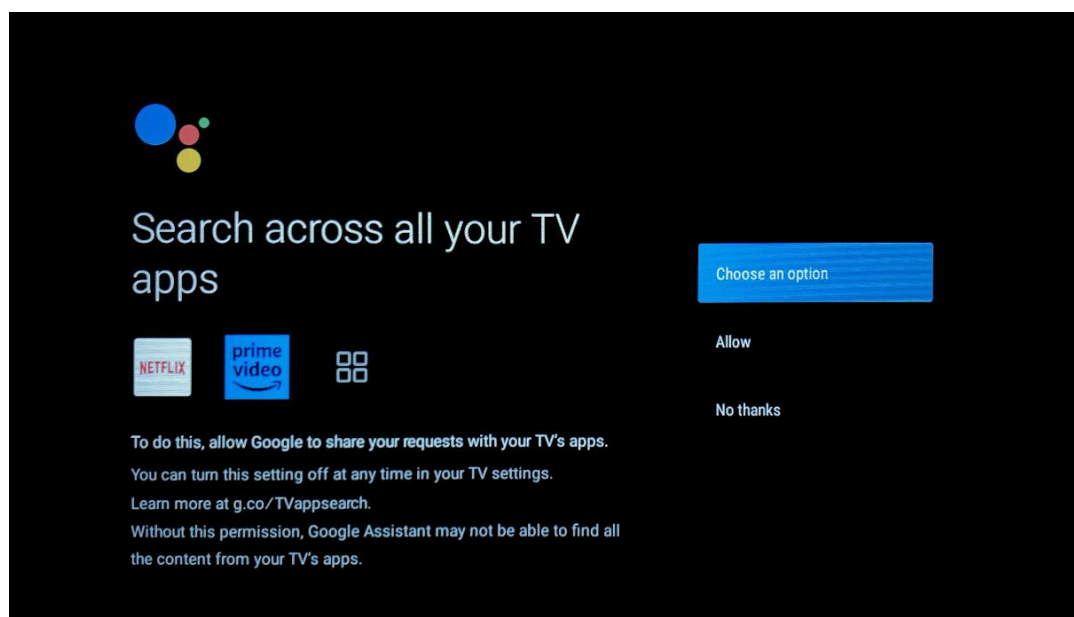 Search across all your TV
apps
NETFLIX
prime
video
To do this, allow Google to share your requests with your TV's apps.
You can turn this setting off at any time in your TV settings.
Learn more at g.co/TVappsearch.
Without this permission, Google Assistant may not be able to find all
the content from your TV's apps.
Choose an option
Allow
No thanks